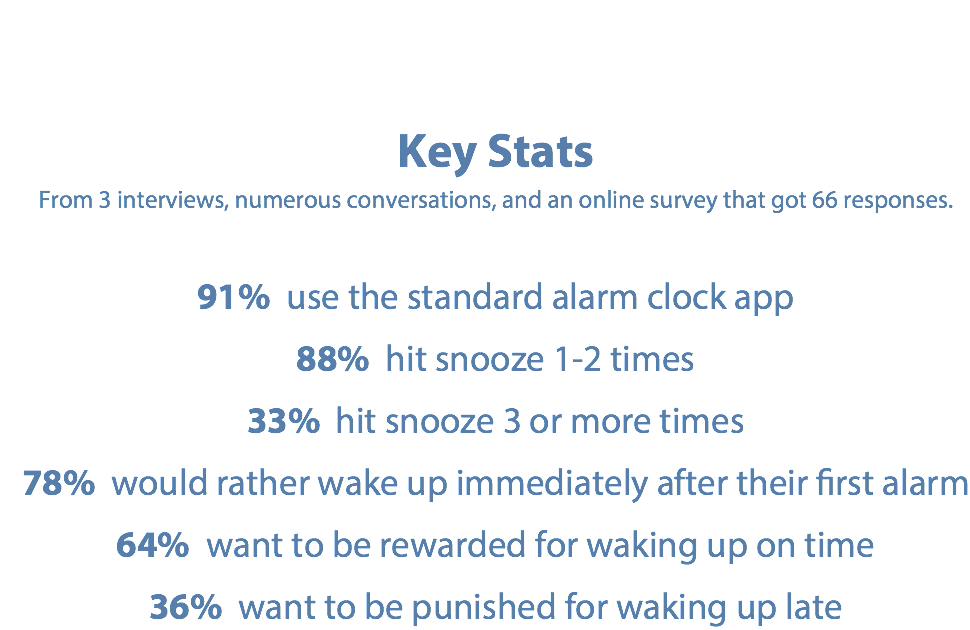 Key Stats
From 3 interviews, numerous conversations, and an online survey that got 66 responses.
91% use the standard alarm clock app
88% hit snooze 1-2 times
33% hit snooze 3 or more times
78% would rather wake up immediately after their first alarm
64% want to be rewarded for waking up on time
36% want to be punished for waking up late